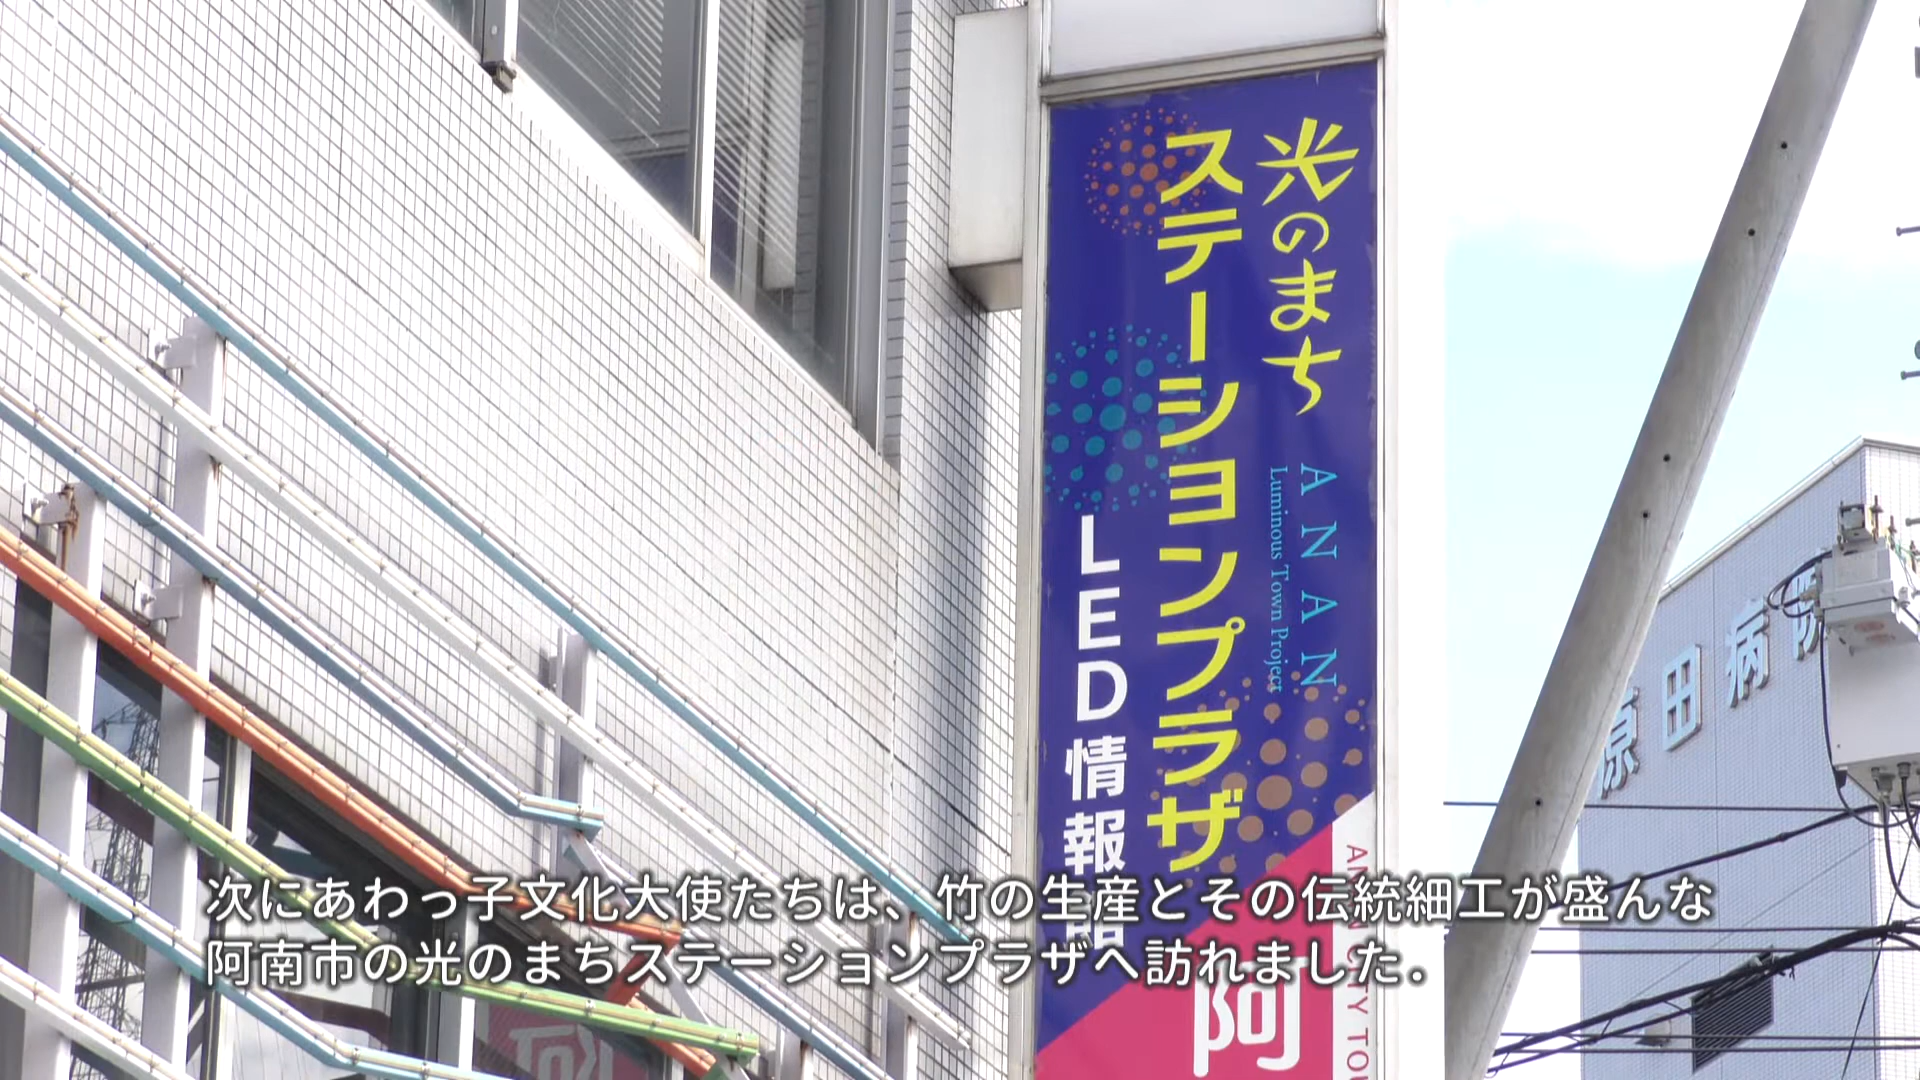 光のまち
ステーションプラザ
ANAN
Luminous Town Project
LED情報館
阿
原田病院
次にあわっ子文化大使たちは、竹の生産とその伝統細工が盛んな
阿南市の光のまちステーションプラザへ訪れました．